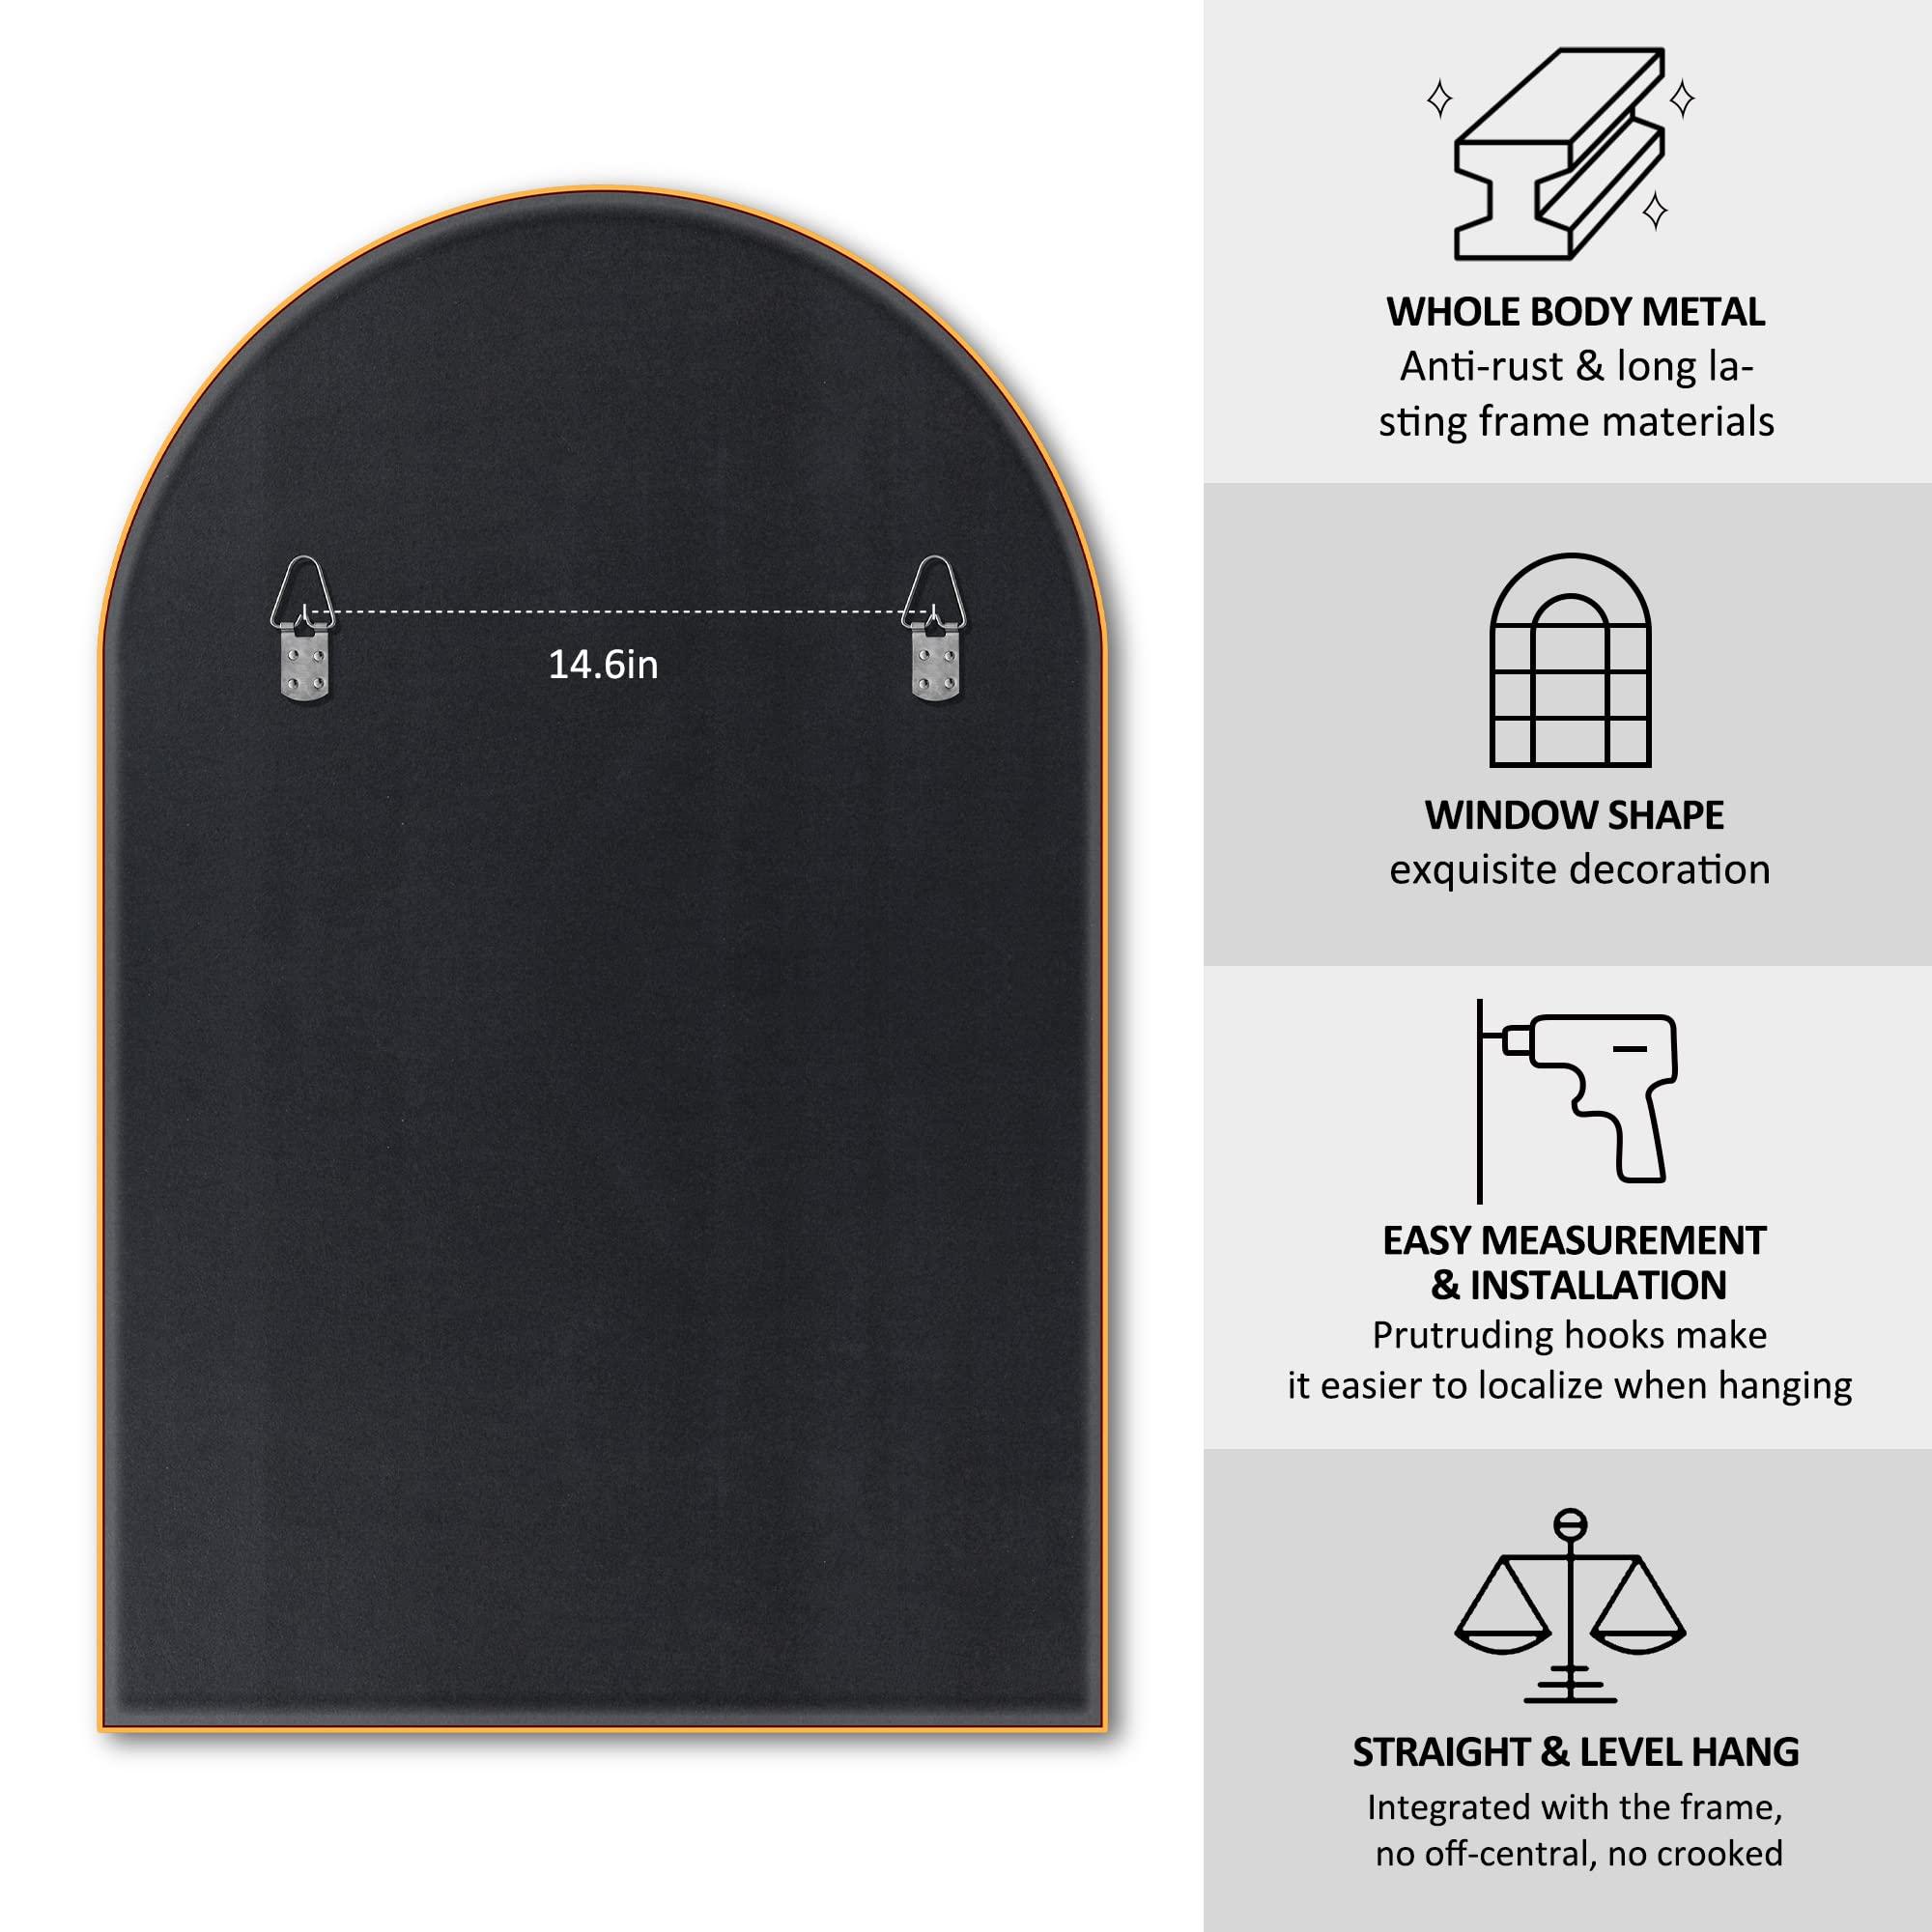 14.6in
WHOLE BODY METAL
Anti-rust & long la-
sting frame materials
WINDOW SHAPE
exquisite decoration
EASY MEASUREMENT
& INSTALLATION
Prutruding hooks make
it easier to localize when hanging
STRAIGHT & LEVEL HANG
Integrated with the frame,
no off-central, no crooked